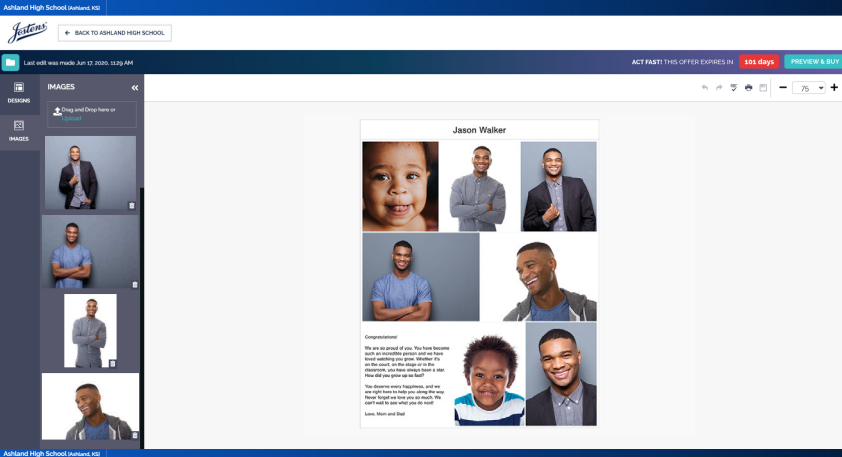 Ashland High School (Ashland, KS)
Jostens
← BACK TO ASHLAND HIGH SCHOOL
Last edit was made Jun 17, 2020, 11:29 AM
ACT FAST! THIS OFFER EXPIRES IN 101 days PREVIEW & BUY
DESIGNS
IMAGES
IMAGES «
Drag and Drop here or
Upload
75
Jason Walker
Congratulations!
We are so proud of you. You have become
such an incredible person and we have
loved watching you grow. Whether it's
on the court, on the stage or in the
classroom, you have always been a star.
How did you grow up so fast?
You deserve every happiness, and we
are right here to help you along the way.
Never forget we love you so much. We
can't wait to see what you do next!
Love, Mom and Dad
Ashland High School (Ashland, KS)